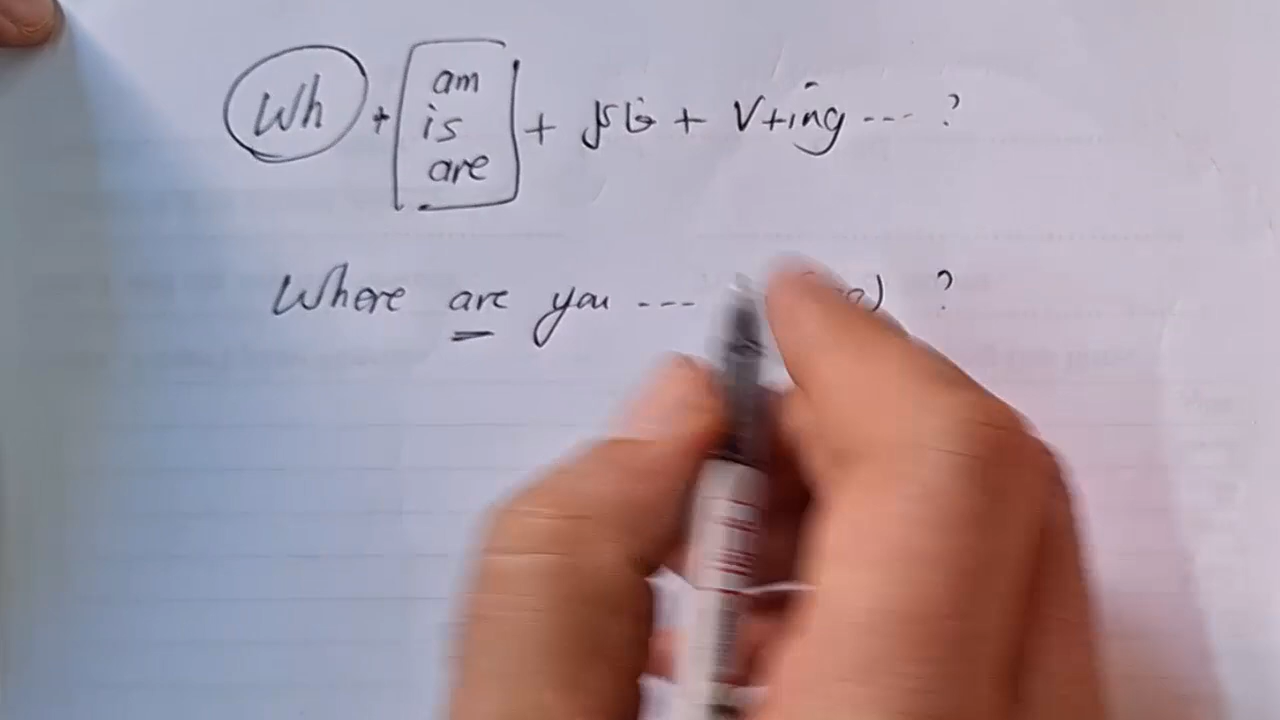 Wh + am is are + فاعل + V+ing --- ?
Where are you --- ?